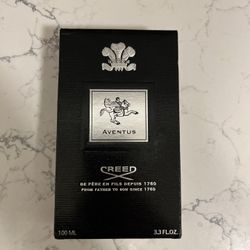 AVENTUS
CREED
DE PÈRE EN FILS DEPUIS 1760
FROM FATHER TO SON SINCE 1760
100 ML 3.3 FL.OZ.